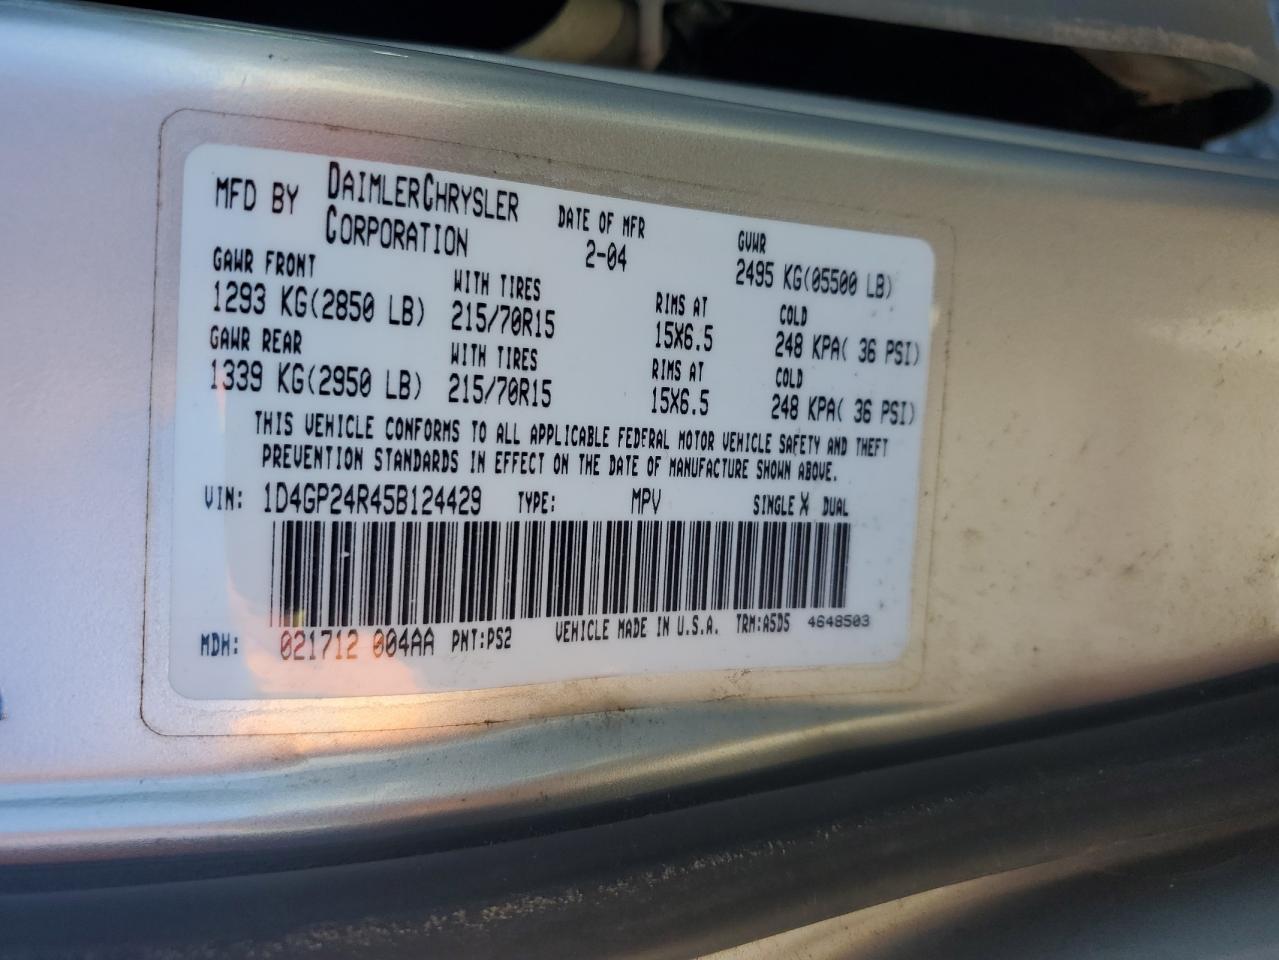 MFD BY DAIMLERCHRYSLER CORPORATION DATE OF MFR 2-04 GVWR 2495 KG(05500 LB)
GAWR FRONT WITH TIRES RIMS AT COLD
1293 KG(2850 LB) 215/70R15 15X6.5 248 KPA( 36 PSI)
GAWR REAR WITH TIRES RIMS AT COLD
1339 KG(2950 LB) 215/70R15 15X6.5 248 KPA( 36 PSI)
THIS VEHICLE CONFORMS TO ALL APPLICABLE FEDERAL MOTOR VEHICLE SAFETY AND THEFT
PREVENTION STANDARDS IN EFFECT ON THE DATE OF MANUFACTURE SHOWN ABOVE.
VIN: 1D4GP24R45B124429 TYPE: MPV SINGLE X DUAL
MDH: 021712 004AA PNT:PS2 VEHICLE MADE IN U.S.A. TRM:A5D5 4648503